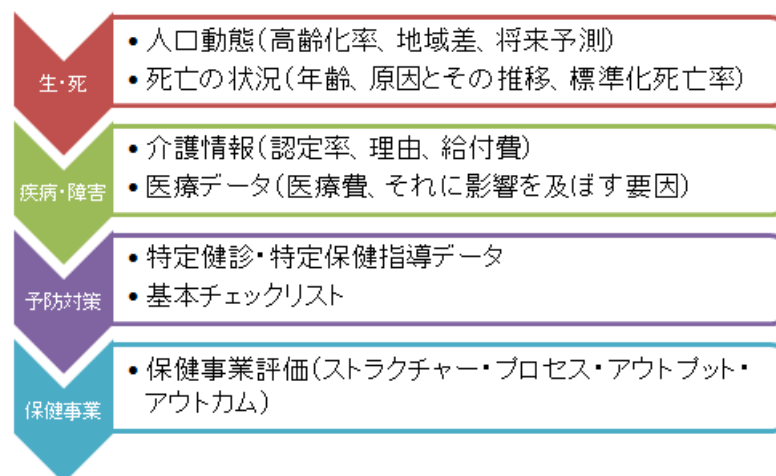 生・死
• 人口動態(高齢化率、地域差、将来予測)
• 死亡の状況(年齢、原因とその推移、標準化死亡率)
疾病・障害
• 介護情報(認定率、理由、給付費)
• 医療データ(医療費、それに影響を及ぼす要因)
予防対策
• 特定健診・特定保健指導データ
• 基本チェックリスト
保健事業
• 保健事業評価(ストラクチャー・プロセス・アウトプット・
アウトカム)